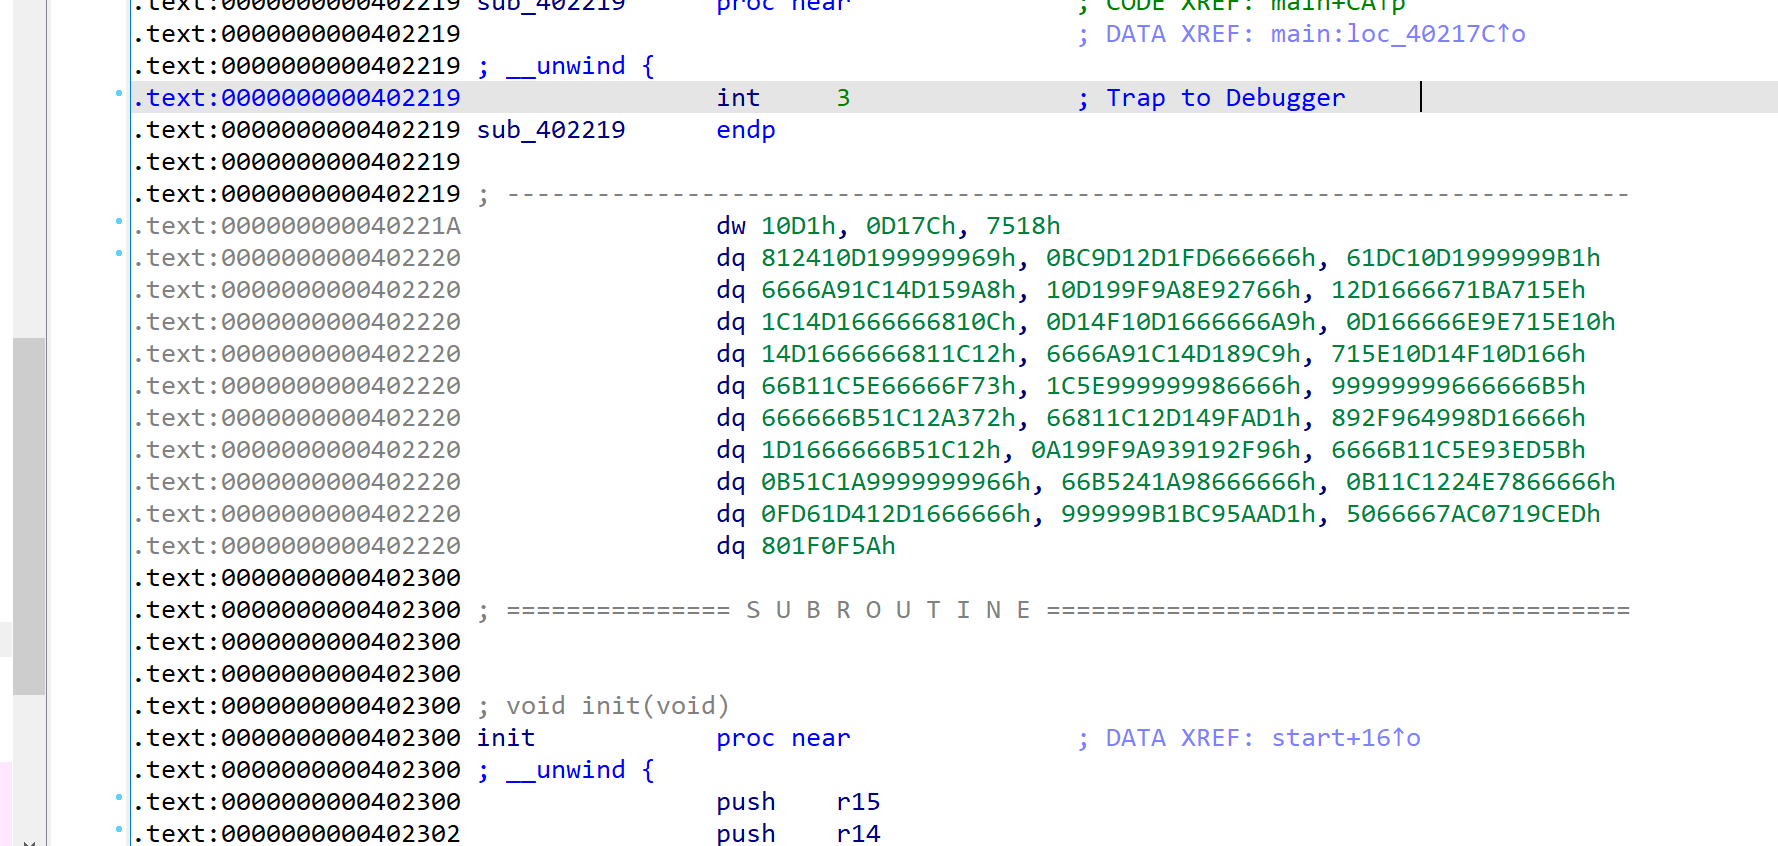 .text:0000000000402219 sub_402219 proc near ; CODE XREF: main+CA↑p
.text:0000000000402219 ; DATA XREF: main:loc_40217C↑o
.text:0000000000402219 ; __unwind {
.text:0000000000402219 int 3 ; Trap to Debugger
.text:0000000000402219 sub_402219 endp
.text:0000000000402219
.text:0000000000402219 ; ---------------------------------------------------------------------------
.text:000000000040221A dw 10D1h, 0D17Ch, 7518h
.text:0000000000402220 dq 812410D199999969h, 0BC9D12D1FD666666h, 61DC10D1999999B1h
.text:0000000000402220 dq 6666A91C14D159A8h, 10D199F9A8E92766h, 12D1666671BA715Eh
.text:0000000000402220 dq 1C14D1666666810Ch, 0D14F10D1666666A9h, 0D166666E9E715E10h
.text:0000000000402220 dq 14D1666666811C12h, 6666A91C14D189C9h, 715E10D14F10D166h
.text:0000000000402220 dq 66B11C5E66666F73h, 1C5E999999986666h, 99999999666666B5h
.text:0000000000402220 dq 666666B51C12A372h, 66811C12D149FAD1h, 892F964998D16666h
.text:0000000000402220 dq 1D1666666B51C12h, 0A199F9A939192F96h, 6666B11C5E93ED5Bh
.text:0000000000402220 dq 0B51C1A9999999966h, 66B5241A98666666h, 0B11C1224E7866666h
.text:0000000000402220 dq 0FD61D412D1666666h, 999999B1BC95AAD1h, 5066667AC0719CEDh
.text:0000000000402220 dq 801F0F5Ah
.text:0000000000402300
.text:0000000000402300 ; =============== S U B R O U T I N E =======================================
.text:0000000000402300
.text:0000000000402300
.text:0000000000402300 ; void init(void)
.text:0000000000402300 init proc near ; DATA XREF: start+16↑o
.text:0000000000402300 ; __unwind {
.text:0000000000402300 push r15
.text:0000000000402302 push r14